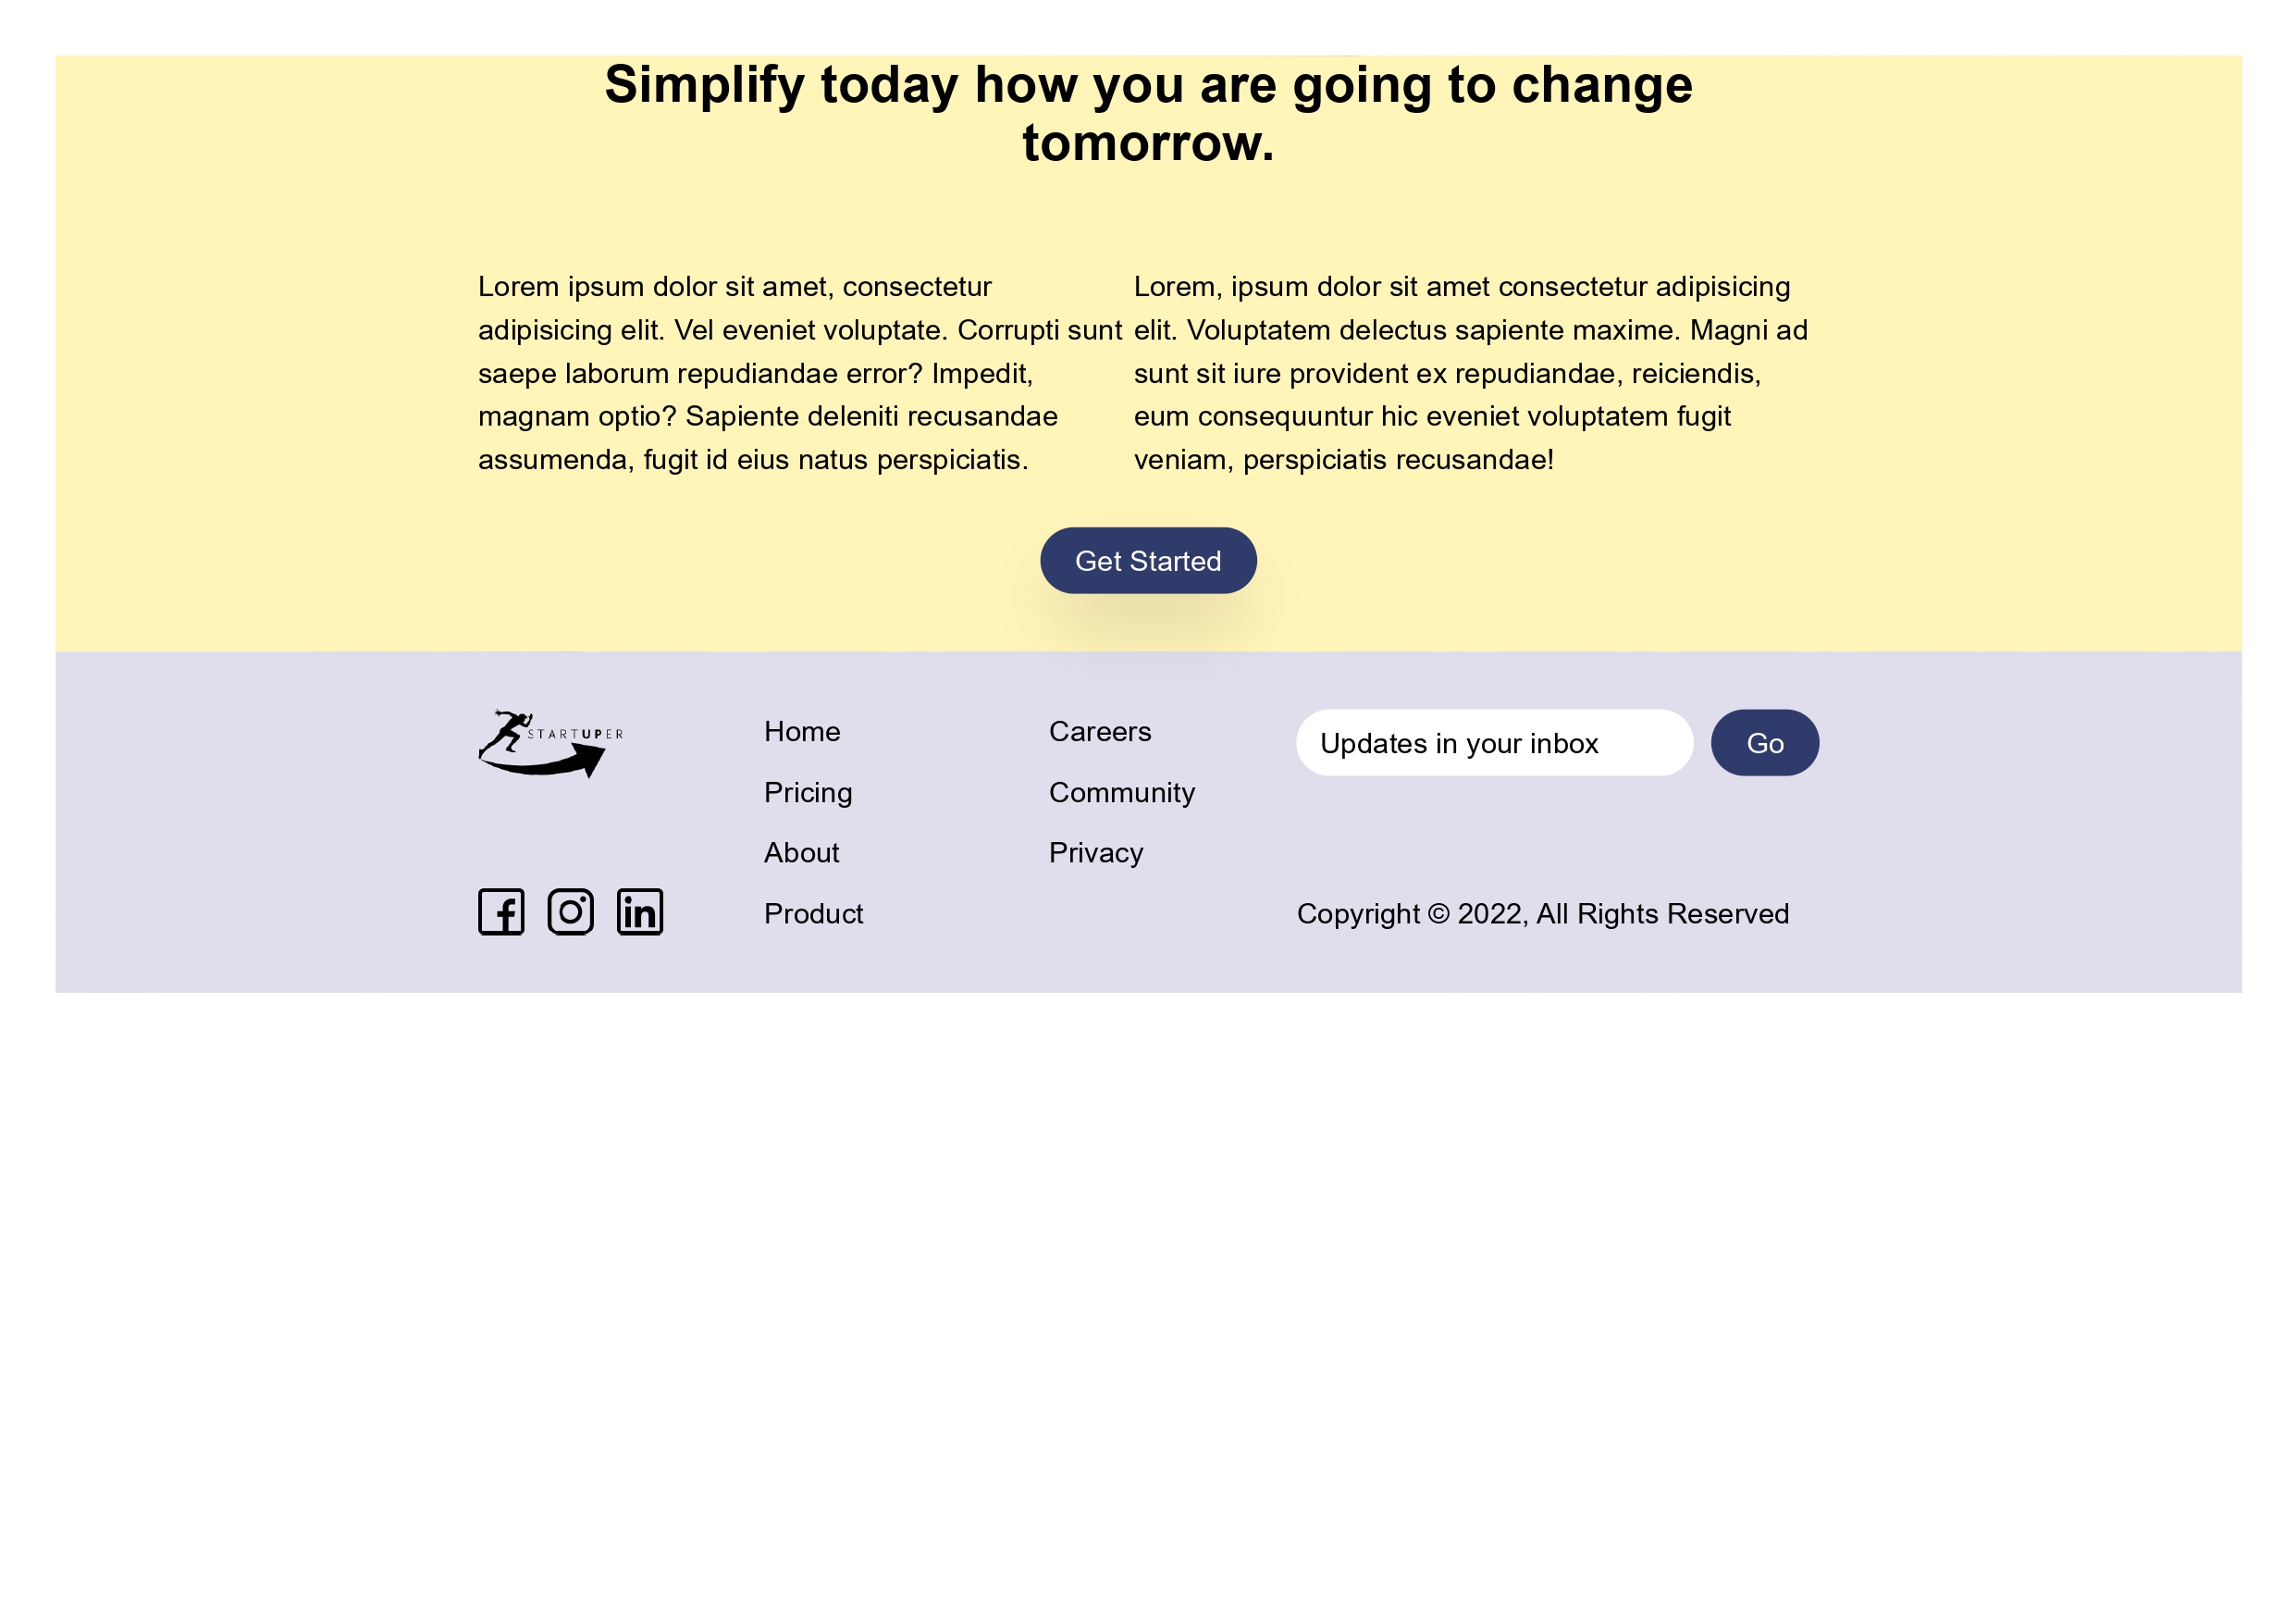 Simplify today how you are going to change
tomorrow.
Lorem ipsum dolor sit amet, consectetur
adipisicing elit. Vel eveniet voluptate. Corrupti sunt
saepe laborum repudiandae error? Impedit,
magnam optio? Sapiente deleniti recusandae
assumenda, fugit id eius natus perspiciatis.
Lorem, ipsum dolor sit amet consectetur adipisicing
elit. Voluptatem delectus sapiente maxime. Magni ad
sunt sit iure provident ex repudiandae, reiciendis,
eum consequuntur hic eveniet voluptatem fugit
veniam, perspiciatis recusandae!
Get Started
STARTUPER
Home
Pricing
About
Product
Careers
Community
Privacy
Updates in your inbox
Go
Copyright © 2022, All Rights Reserved